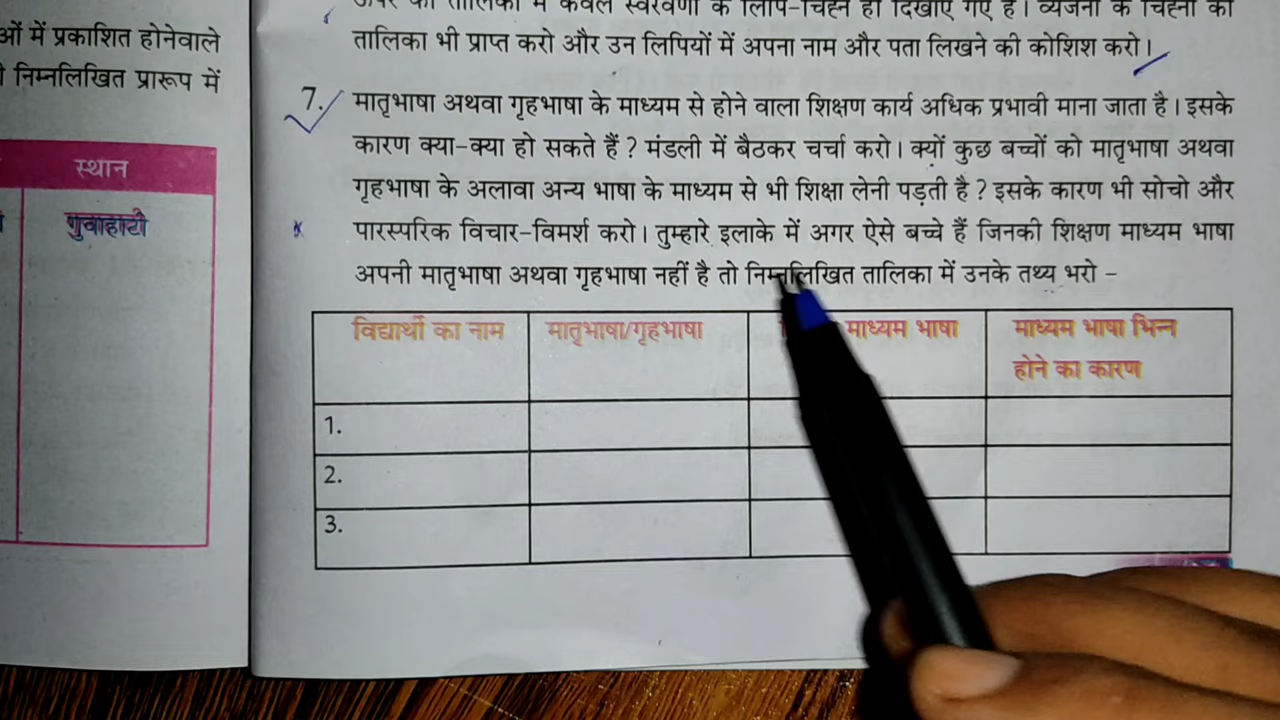 ओं में प्रकाशित होनेवाले
निम्नलिखित प्रारूप में
स्थान
गुवाहाटी
तालिका भी प्राप्त करो और उन लिपियों में अपना नाम और पता लिखने की कोशिश करो।
7. मातृभाषा अथवा गृहभाषा के माध्यम से होने वाला शिक्षण कार्य अधिक प्रभावी माना जाता है। इसके
कारण क्या-क्या हो सकते हैं ? मंडली में बैठकर चर्चा करो। क्यों कुछ बच्चों को मातृभाषा अथवा
गृहभाषा के अलावा अन्य भाषा के माध्यम से भी शिक्षा लेनी पड़ती है ? इसके कारण भी सोचो और
पारस्परिक विचार-विमर्श करो। तुम्हारे इलाके में अगर ऐसे बच्चे हैं जिनकी शिक्षण माध्यम भाषा
अपनी मातृभाषा अथवा गृहभाषा नहीं है तो निम्नलिखित तालिका में उनके तथ्य भरो -
विद्यार्थी का नाम मातृभाषा/गृहभाषा माध्यम भाषा माध्यम भाषा भिन्न
होने का कारण
1.
2.
3.